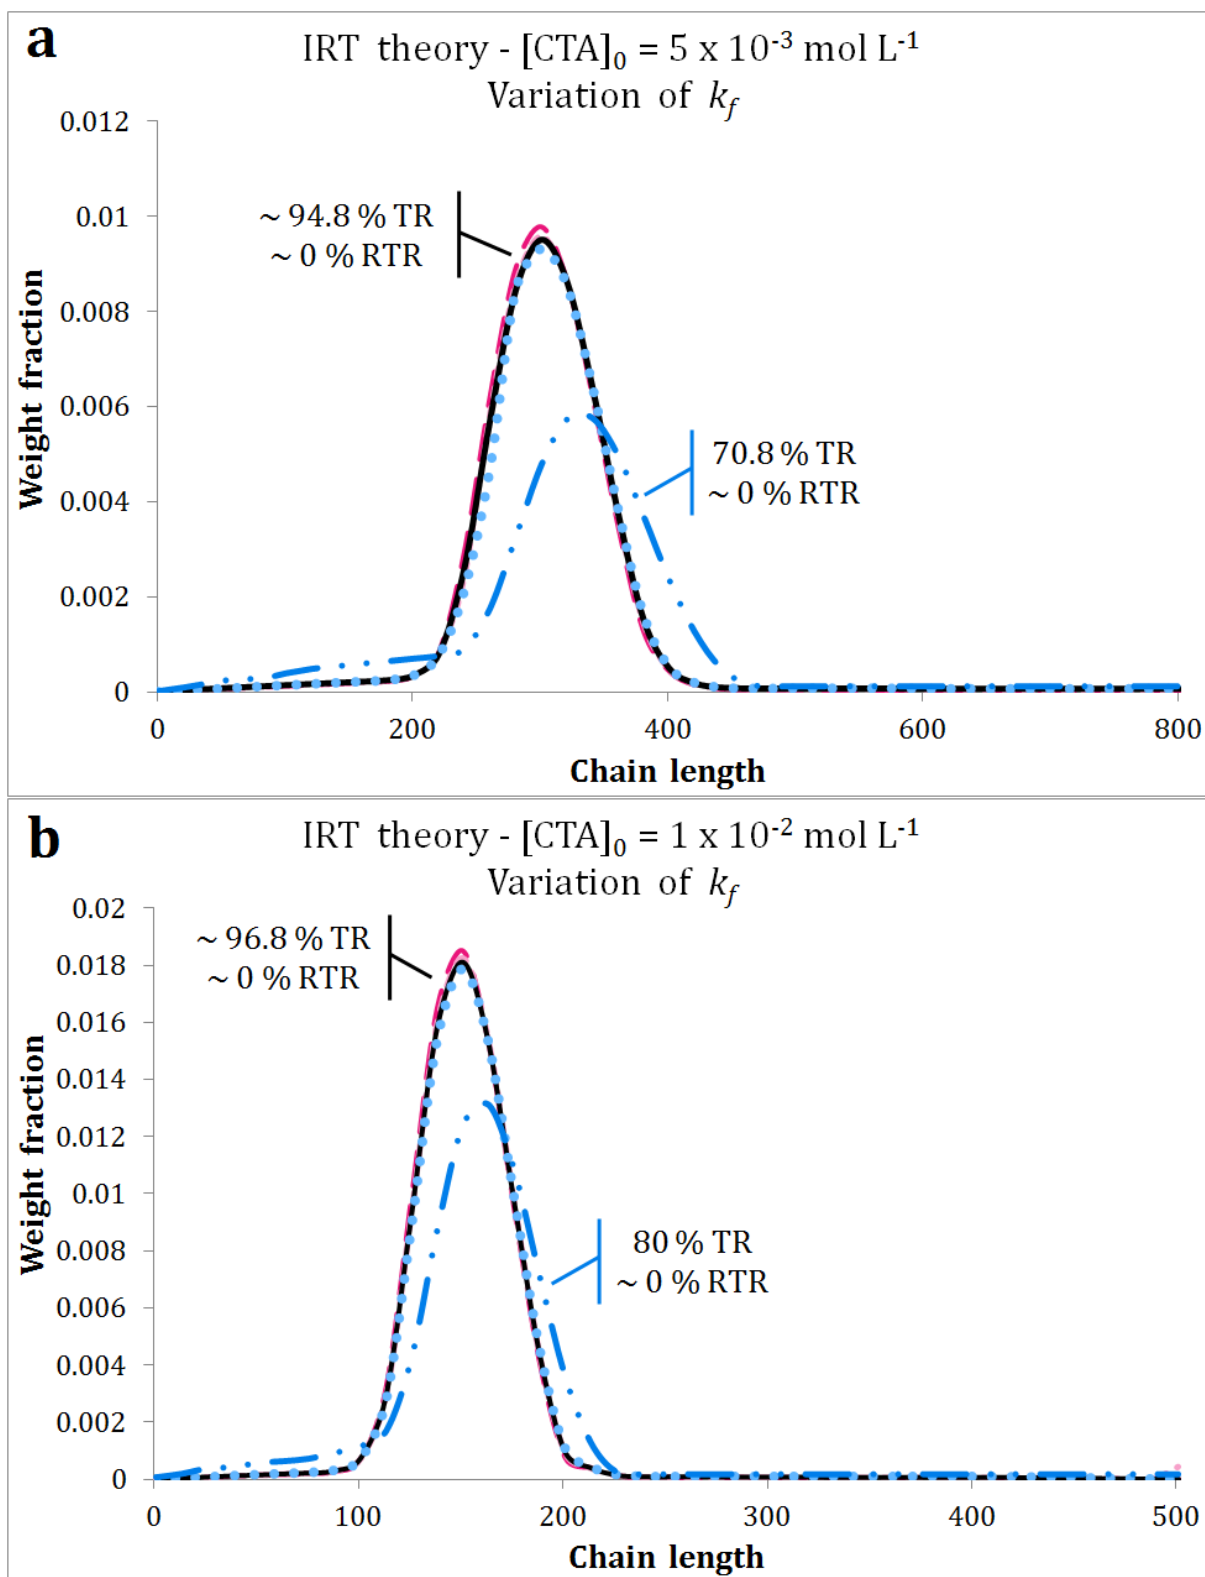 a
IRT theory - [CTA]₀ = 5 x 10⁻³ mol L⁻¹
Variation of k_f
0.012
~ 94.8 % TR
~ 0 % RTR
0.01
0.008
0.006
70.8 % TR
~ 0 % RTR
0.004
0.002
0
Weight fraction
0
200
400
600
800
Chain length
b
IRT theory - [CTA]₀ = 1 x 10⁻² mol L⁻¹
Variation of k_f
0.02
~ 96.8 % TR
~ 0 % RTR
0.018
0.016
0.014
0.012
0.01
80 % TR
~ 0 % RTR
0.008
0.006
0.004
0.002
0
Weight fraction
0
100
200
300
400
500
Chain length